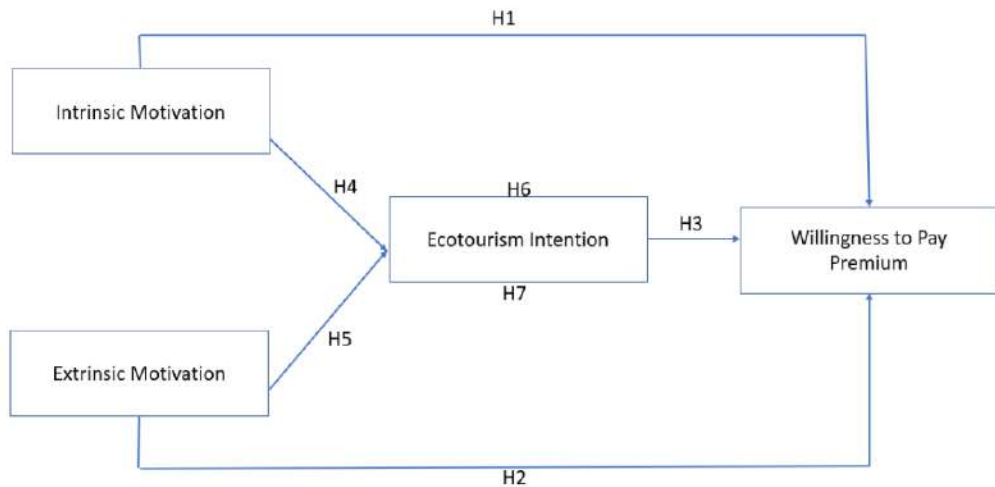 H1
Intrinsic Motivation
H4
H6
Ecotourism Intention
H3
Willingness to Pay
Premium
H7
H5
Extrinsic Motivation
H2